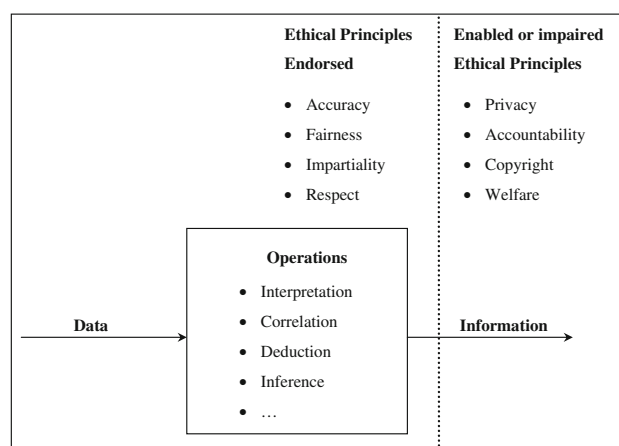 Ethical Principles
Endorsed
• Accuracy
• Fairness
• Impartiality
• Respect
Enabled or impaired
Ethical Principles
• Privacy
• Accountability
• Copyright
• Welfare
Data
Operations
• Interpretation
• Correlation
• Deduction
• Inference
• …
Information